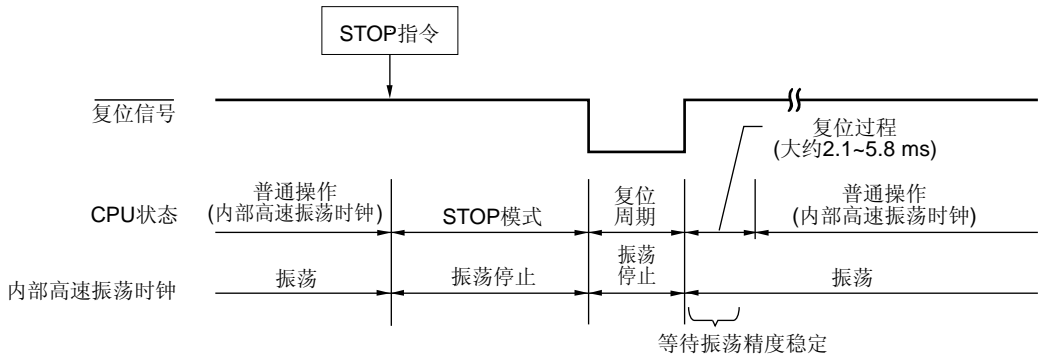 STOP指令
复位信号
复位过程
(大约2.1~5.8 ms)
CPU状态
普通操作
(内部高速振荡时钟)
STOP模式
复位
周期
普通操作
(内部高速振荡时钟)
内部高速振荡时钟
振荡
振荡停止
振荡
停止
振荡
等待振荡精度稳定